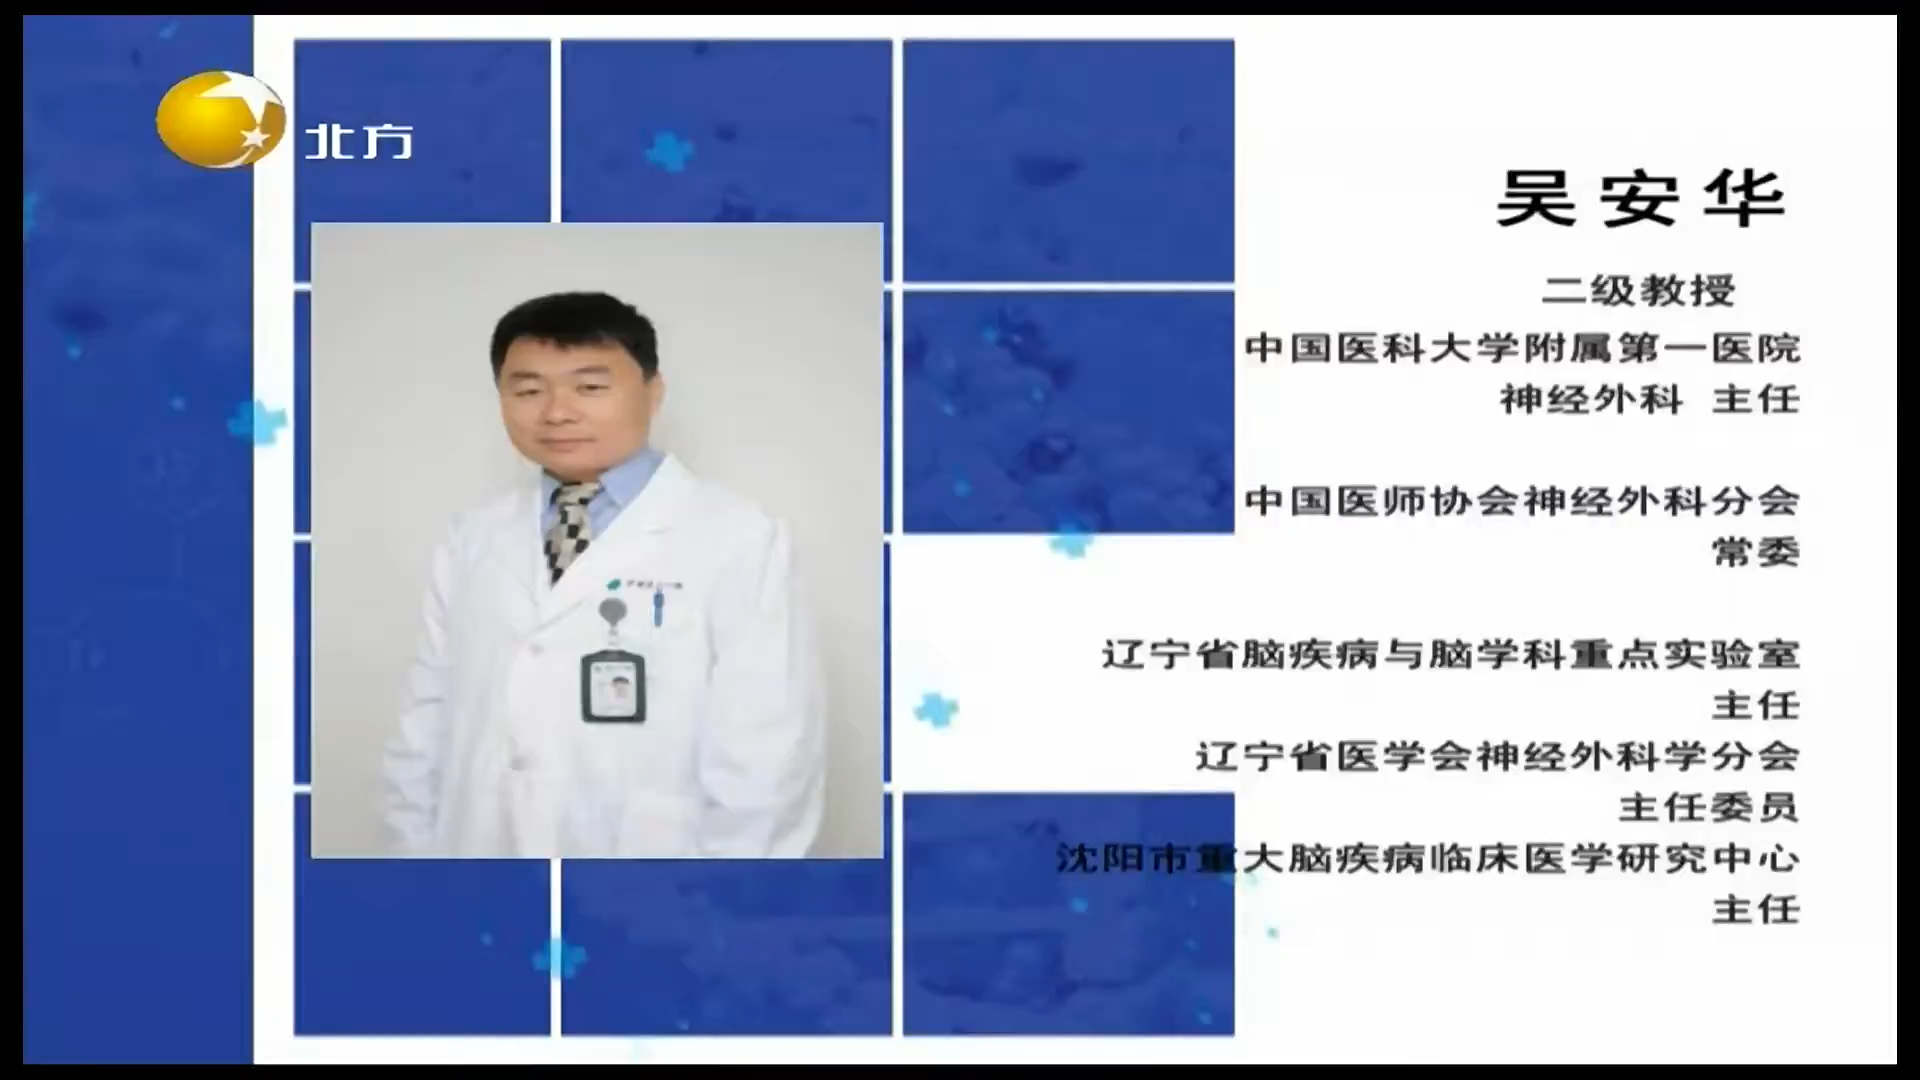 北方
吴安华
二级教授
中国医科大学附属第一医院
神经外科 主任
中国医师协会神经外科分会
常委
辽宁省脑疾病与脑学科重点实验室
主任
辽宁省医学会神经外科学分会
主任委员
沈阳市重大脑疾病临床医学研究中心
主任